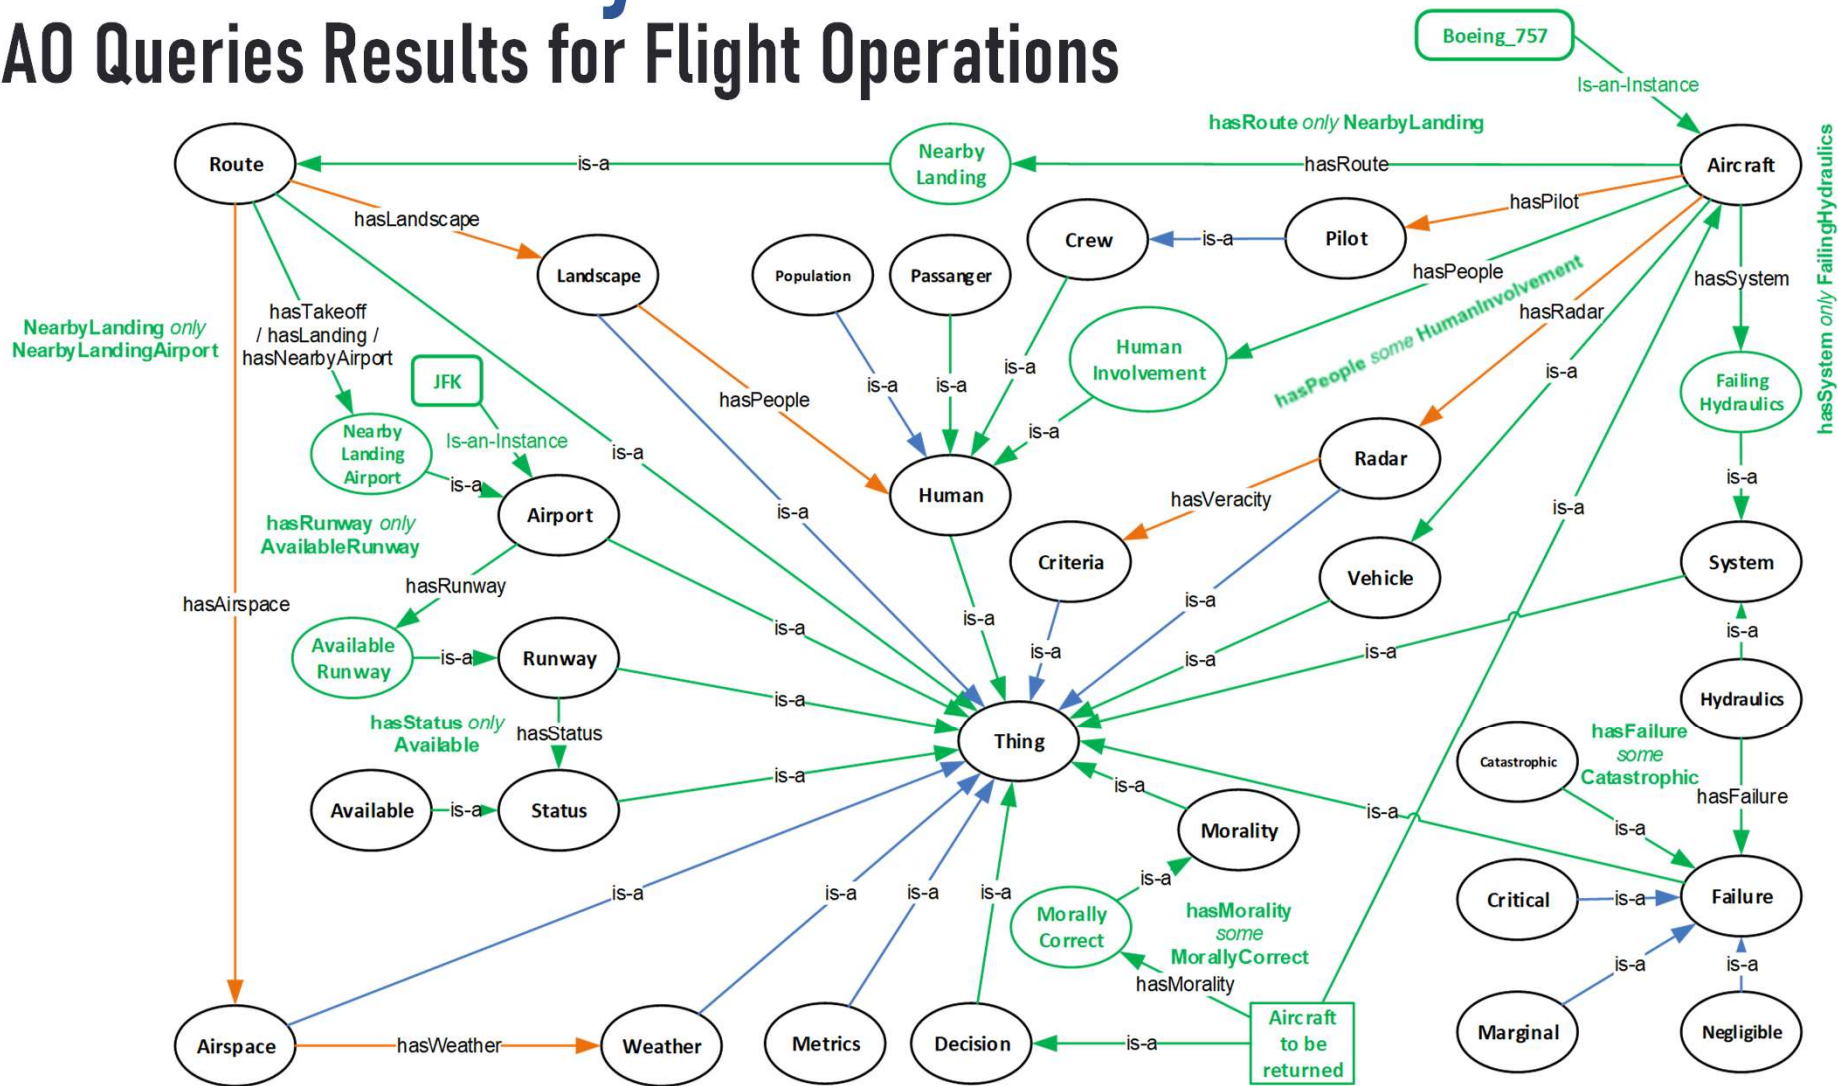 AO Queries Results for Flight Operations
Boeing_757
Is-an-Instance
hasRoute only NearbyLanding
Route
is-a
Nearby
Landing
hasRoute
Aircraft
hasSystem only FailingHydraulics
hasLandscape
hasPilot
Crew
is-a
Pilot
Landscape
Population
Passanger
hasPeople
hasPeople some HumanInvolvement
hasSystem
hasRadar
NearbyLanding only
NearbyLandingAirport
hasTakeoff
/ hasLanding /
hasNearbyAirport
JFK
Human
Involvement
is-a
is-a
is-a
is-a
Failing
Hydraulics
hasPeople
Nearby
Landing
Airport
Is-an-Instance
is-a
is-a
is-a
Radar
is-a
Human
hasVeracity
is-a
is-a
Airport
hasRunway only
AvailableRunway
Criteria
Vehicle
System
hasRunway
hasAirspace
is-a
is-a
is-a
is-a
is-a
is-a
is-a
Available
Runway
is-a
Runway
is-a
Hydraulics
hasStatus only
Available
hasStatus
Thing
Catastrophic
hasFailure
some
Catastrophic
hasFailure
is-a
is-a
Available
is-a
Status
is-a
is-a
Morality
is-a
is-a
is-a
is-a
is-a
Morally
Correct
hasMorality
some
MorallyCorrect
Critical
is-a
Failure
hasMorality
is-a
is-a
Airspace
hasWeather
Weather
Metrics
Decision
is-a
Aircraft
to be
returned
Marginal
Negligible